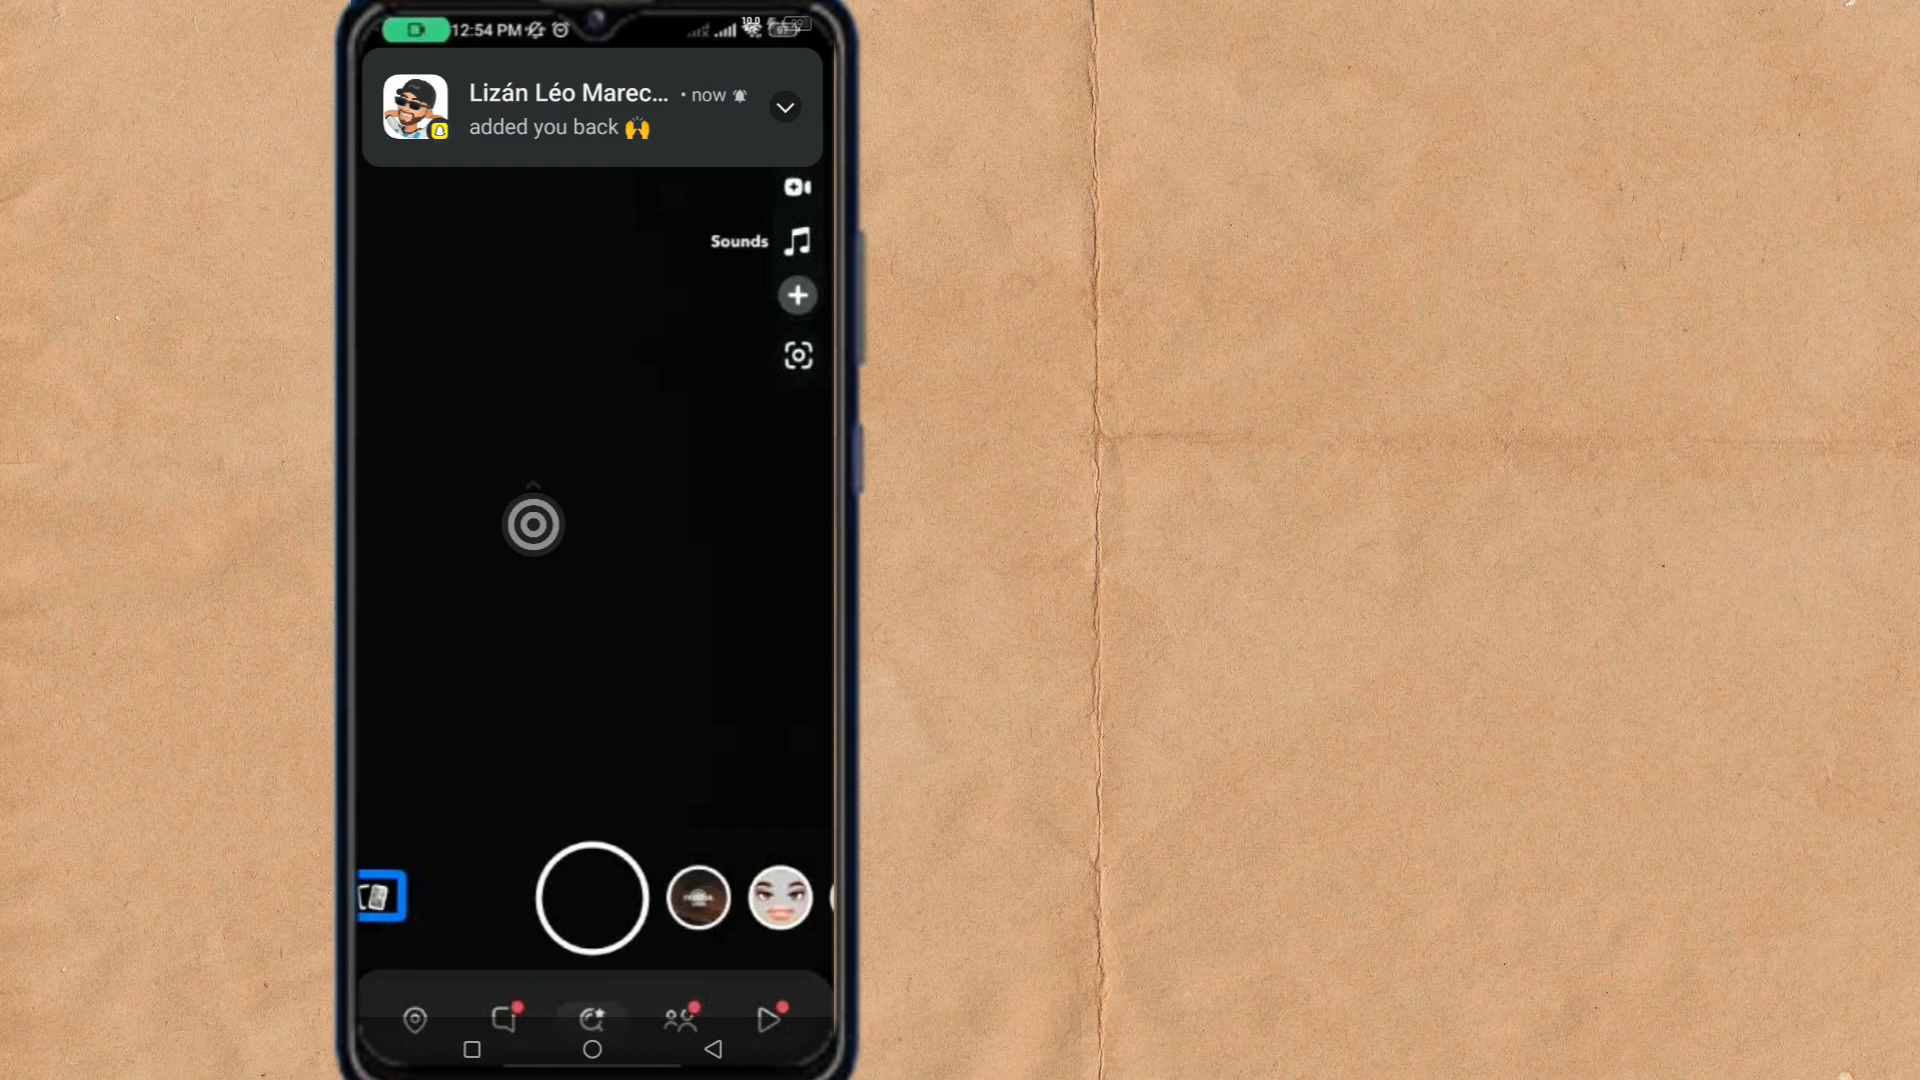 12:54 PM
Lizán Léo Marec... • now
added you back 🙌
Sounds